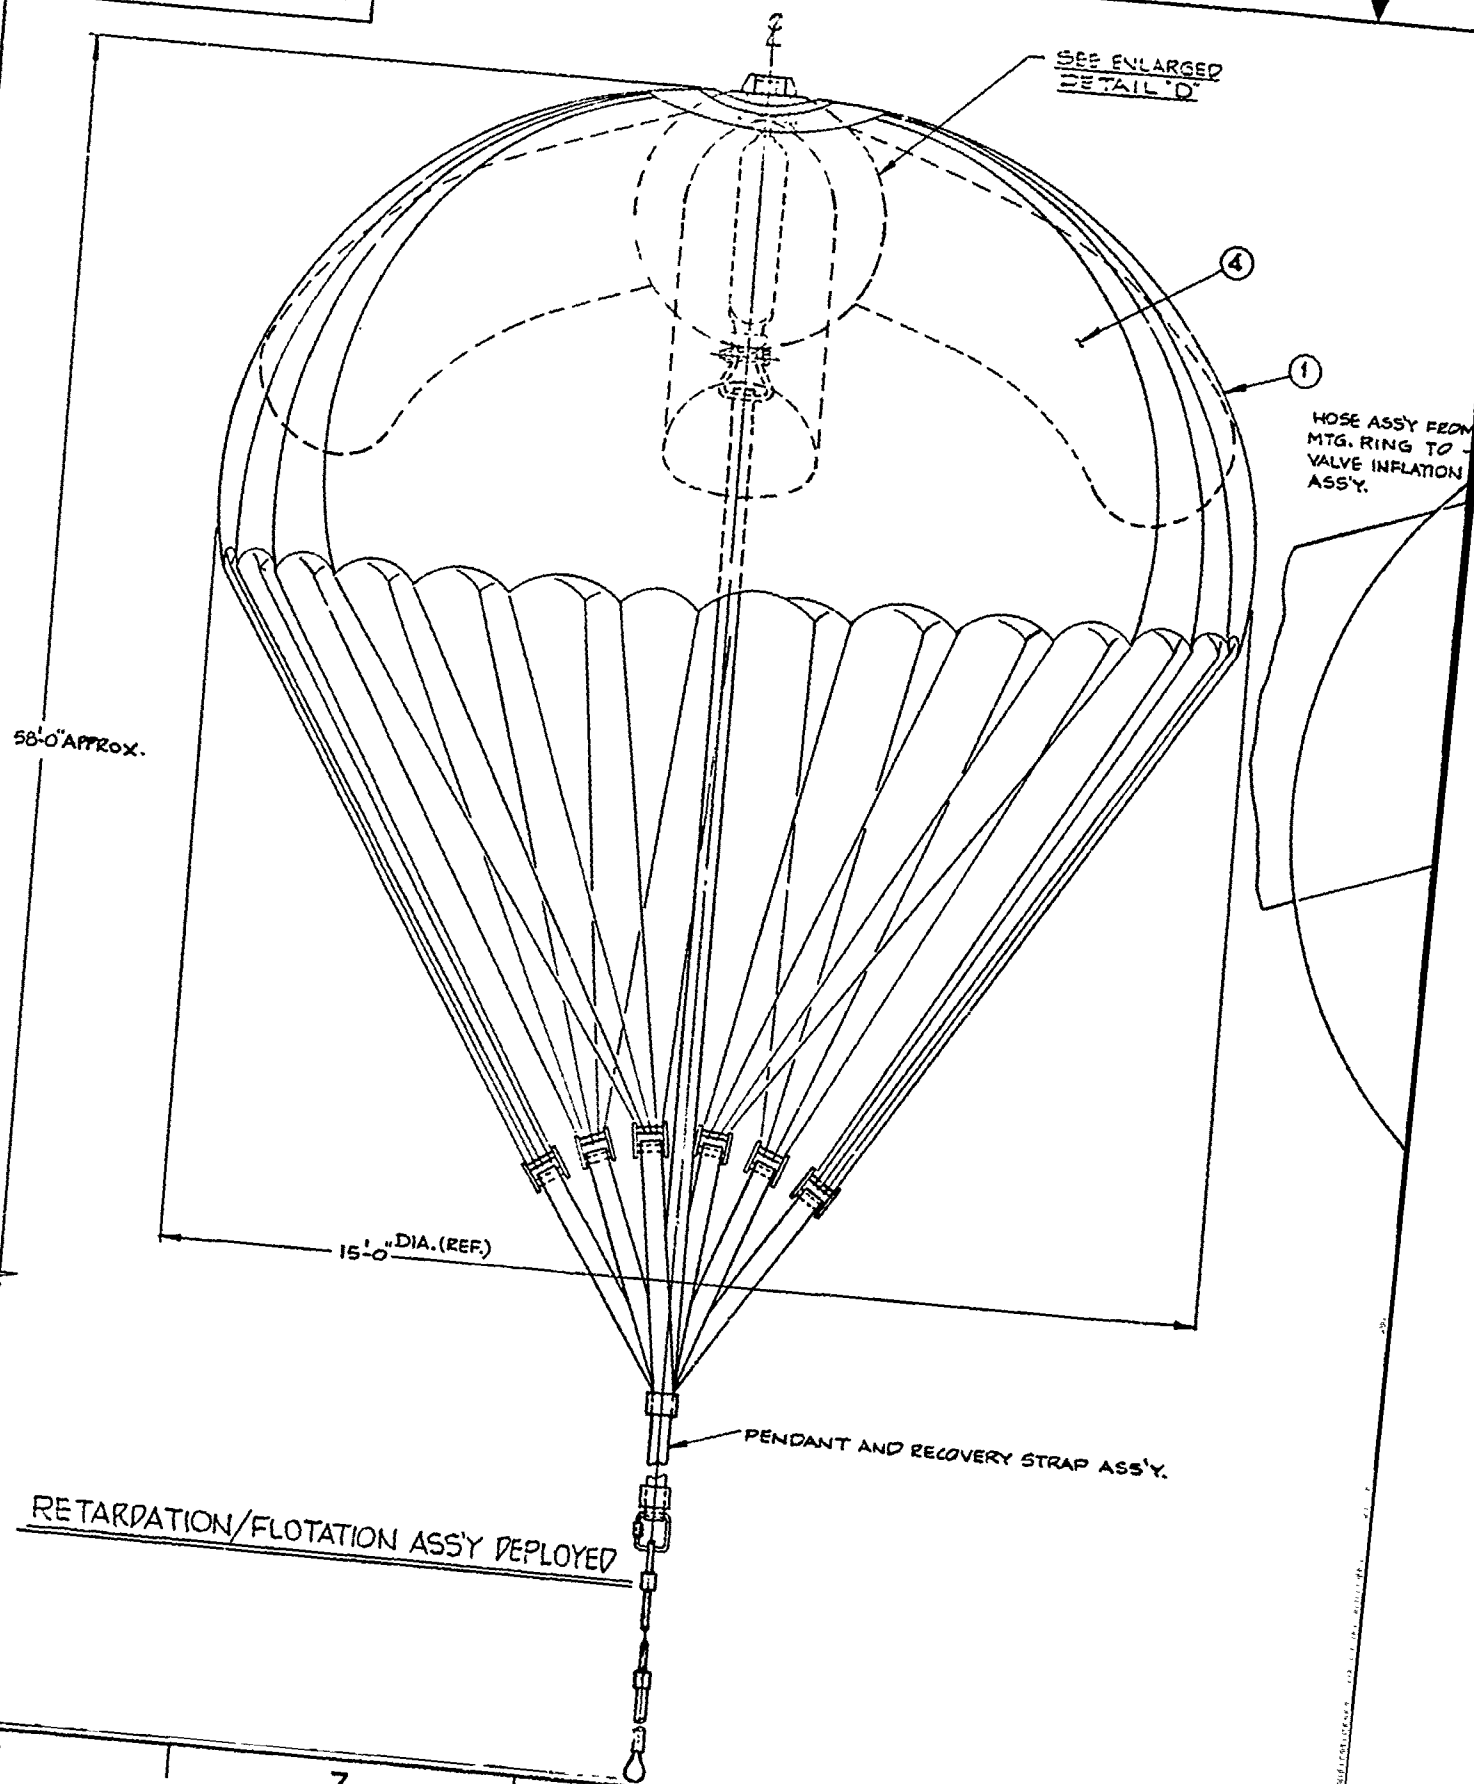 SEE ENLARGED
DETAIL "D"
4
1
HOSE ASS'Y FROM
MTG. RING TO
VALVE INFLATION
ASS'Y.
58'-0" APPROX.
15'-0" DIA. (REF.)
PENDANT AND RECOVERY STRAP ASS'Y.
RETARDATION/FLOTATION ASS'Y DEPLOYED
7